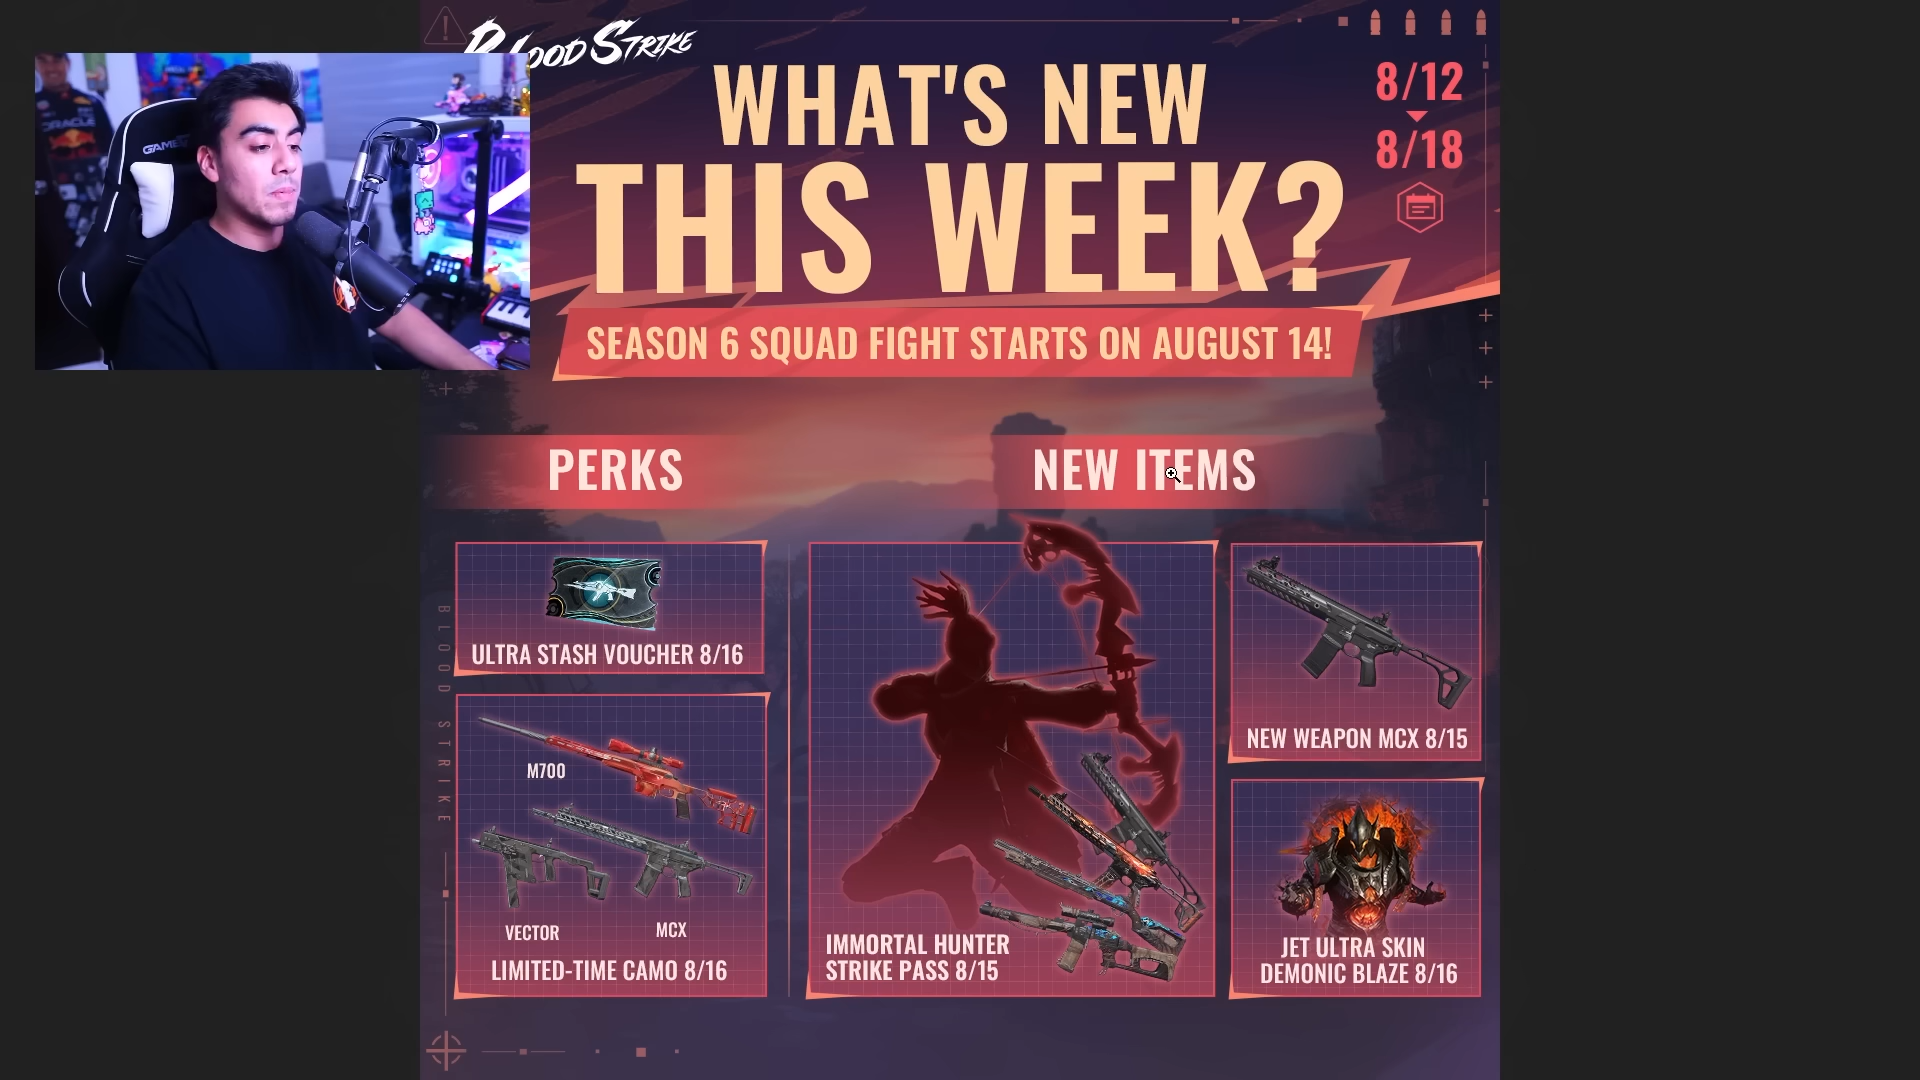 BLOOD STRIKE
WHAT'S NEW
THIS WEEK?
8/12
8/18
SEASON 6 SQUAD FIGHT STARTS ON AUGUST 14!
PERKS
NEW ITEMS
ULTRA STASH VOUCHER 8/16
M700
VECTOR
MCX
LIMITED-TIME CAMO 8/16
IMMORTAL HUNTER
STRIKE PASS 8/15
NEW WEAPON MCX 8/15
JET ULTRA SKIN
DEMONIC BLAZE 8/16
BLOOD STRIKE
ORACLE